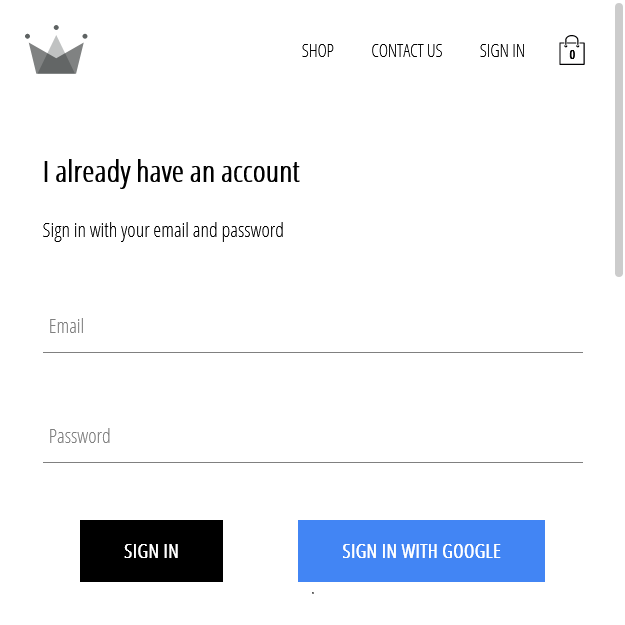 SHOP CONTACT US SIGN IN 0
I already have an account
Sign in with your email and password
Email
Password
SIGN IN SIGN IN WITH GOOGLE